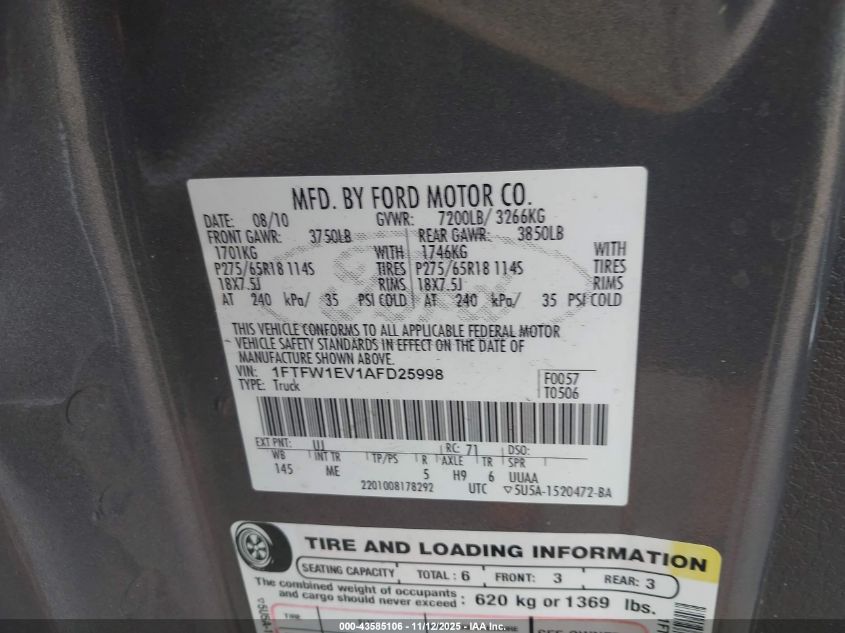 MFD. BY FORD MOTOR CO.
DATE: 08/10 GVWR: 7200LB/ 3266KG
FRONT GAWR: 3750LB REAR GAWR: 3850LB
1701KG WITH 1746KG WITH
P275/65R18 114S TIRES P275/65R18 114S TIRES
18X7.5J RIMS 18X7.5J RIMS
AT 240 kPa/ 35 PSI COLD AT 240 kPa/ 35 PSI COLD
THIS VEHICLE CONFORMS TO ALL APPLICABLE FEDERAL MOTOR
VEHICLE SAFETY STANDARDS IN EFFECT ON THE DATE OF
MANUFACTURE SHOWN ABOVE.
VIN: 1FTFW1EV1AFD25998 F0057
TYPE: Truck T0506
EXT PNT: UJ RC: 71 DSO:
WB INT TR TP/PS R AXLE TR SPR
145 ME 5 H9 6 UUAA
2201008178292 UTC ▽5U5A-1520472-BA
TIRE AND LOADING INFORMATION
SEATING CAPACITY TOTAL: 6 FRONT: 3 REAR: 3
The combined weight of occupants
and cargo should never exceed: 620 kg or 1369 lbs.
TIRE
000-43585106 - 11/12/2025 - IAAI.com